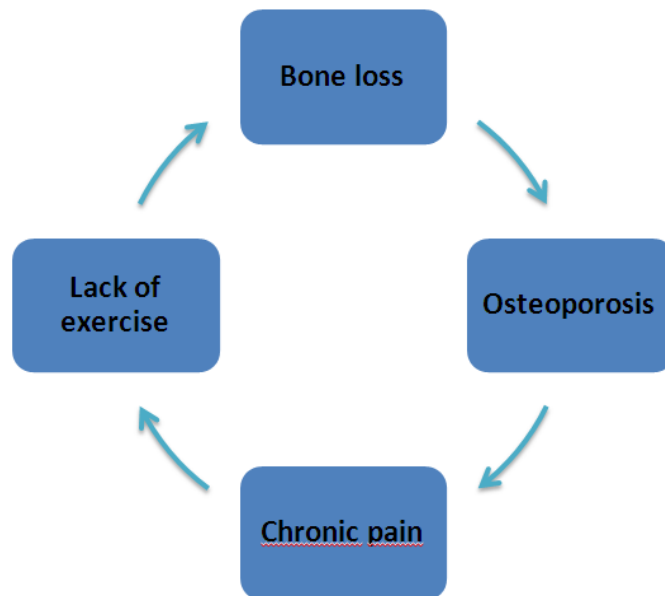 Bone loss
Lack of
exercise
Osteoporosis
Chronic pain